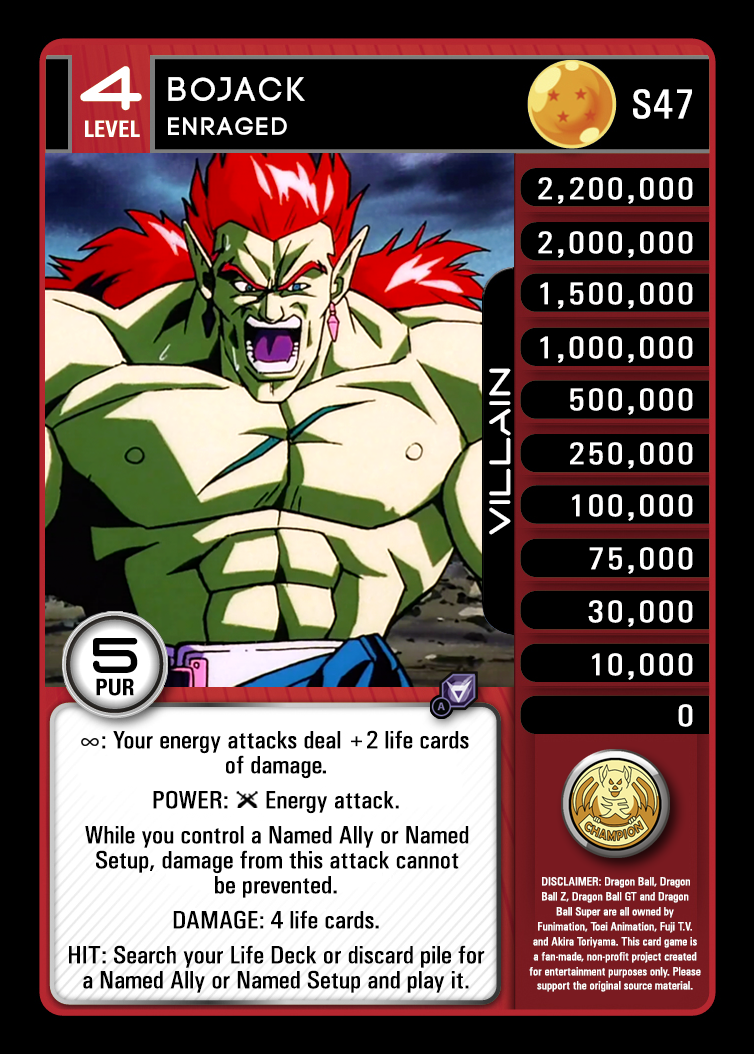 4
LEVEL
BOJACK
ENRAGED
S47
2,200,000
2,000,000
1,500,000
1,000,000
500,000
250,000
100,000
75,000
30,000
10,000
0
VILLAIN
5
PUR
A
∞: Your energy attacks deal +2 life cards
of damage.
POWER: Energy attack.
While you control a Named Ally or Named
Setup, damage from this attack cannot
be prevented.
DAMAGE: 4 life cards.
HIT: Search your Life Deck or discard pile for
a Named Ally or Named Setup and play it.
CHAMPION
DISCLAIMER: Dragon Ball, Dragon
Ball Z, Dragon Ball GT and Dragon
Ball Super are all owned by
Funimation, Toei Animation, Fuji T.V.
and Akira Toriyama. This card game is
a fan-made, non-profit project created
for entertainment purposes only. Please
support the original source material.